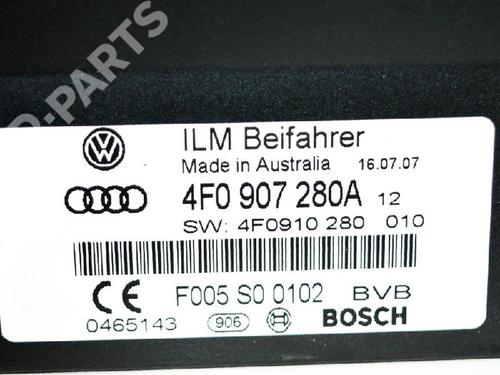 B-PARTS
ILM Beifahrer
Made in Australia 16.07.07
4F0 907 280A 12
SW: 4F0910 280 010
CE F005 S0 0102 BVB
0465143 906 BOSCH